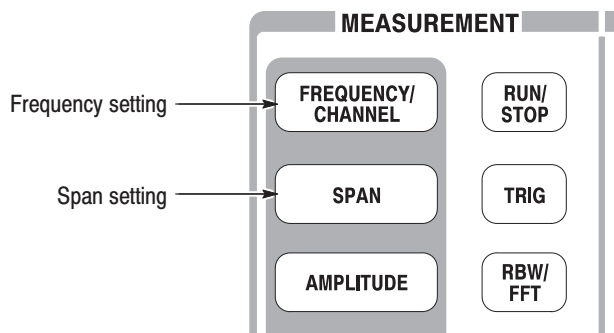 MEASUREMENT
Frequency setting
FREQUENCY/
CHANNEL
RUN/
STOP
Span setting
SPAN
TRIG
AMPLITUDE
RBW/
FFT